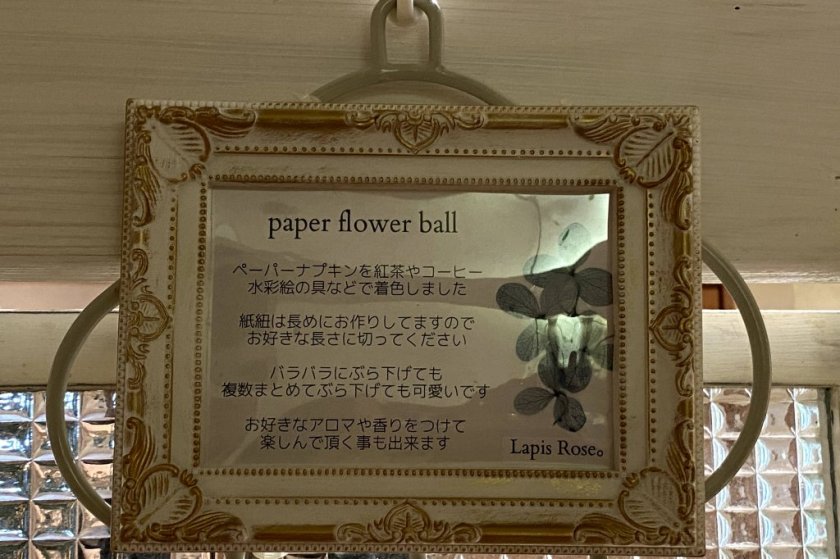 paper flower ball
ペーパーナプキンを紅茶やコーヒー
水彩絵の具などで着色しました
紙紐は長めにお作りしてますので
お好きな長さに切ってください
バラバラにぶら下げても
複数まとめてぶら下げても可愛いです
お好きなアロマや香りをつけて
楽しんで頂く事も出来ます
Lapis Rose。